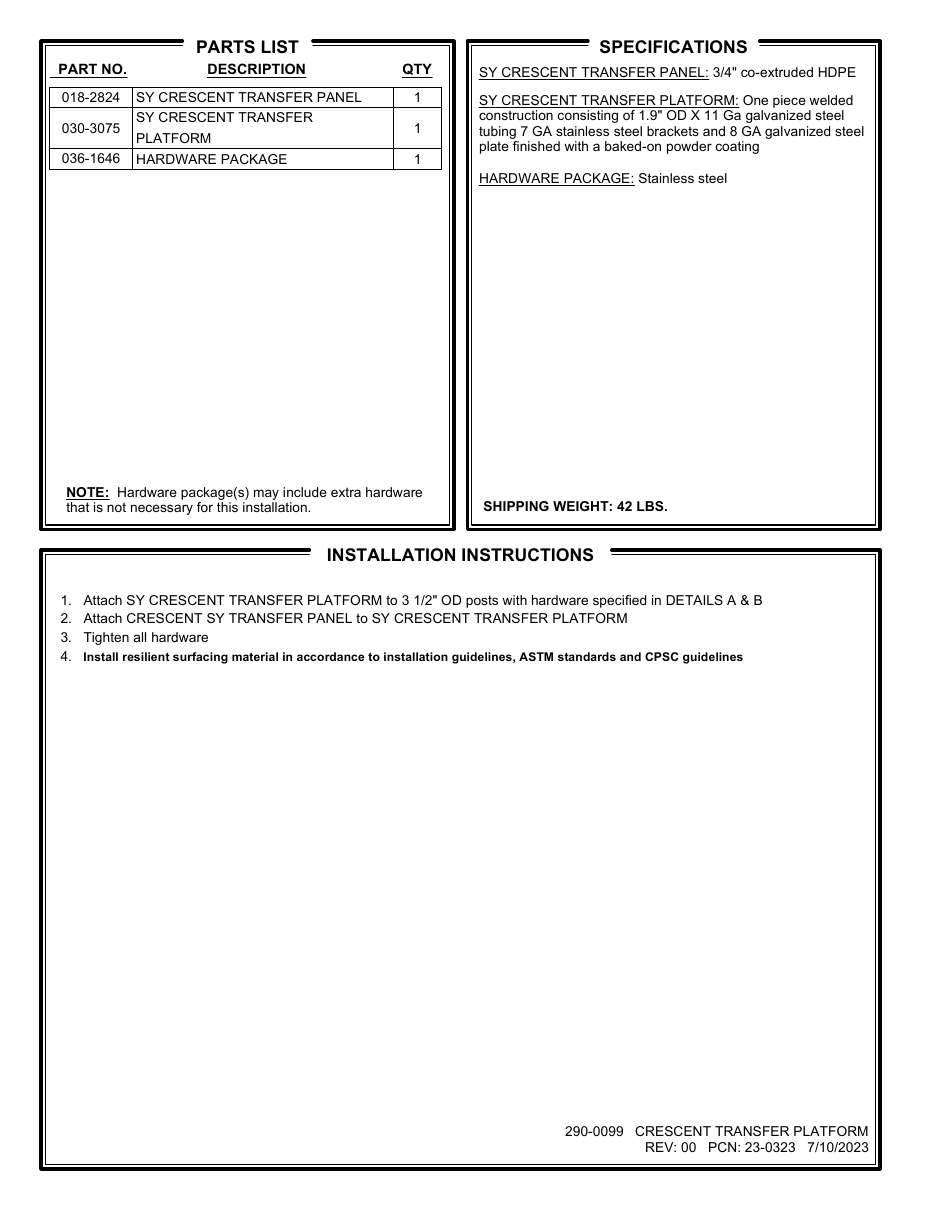 PARTS LIST
PART NO. DESCRIPTION QTY
018-2824 SY CRESCENT TRANSFER PANEL 1
030-3075 SY CRESCENT TRANSFER
PLATFORM 1
036-1646 HARDWARE PACKAGE 1
NOTE: Hardware package(s) may include extra hardware
that is not necessary for this installation.
SPECIFICATIONS
SY CRESCENT TRANSFER PANEL: 3/4" co-extruded HDPE
SY CRESCENT TRANSFER PLATFORM: One piece welded
construction consisting of 1.9" OD X 11 Ga galvanized steel
tubing 7 GA stainless steel brackets and 8 GA galvanized steel
plate finished with a baked-on powder coating
HARDWARE PACKAGE: Stainless steel
SHIPPING WEIGHT: 42 LBS.
INSTALLATION INSTRUCTIONS
1. Attach SY CRESCENT TRANSFER PLATFORM to 3 1/2" OD posts with hardware specified in DETAILS A & B
2. Attach CRESCENT SY TRANSFER PANEL to SY CRESCENT TRANSFER PLATFORM
3. Tighten all hardware
4. Install resilient surfacing material in accordance to installation guidelines, ASTM standards and CPSC guidelines
290-0099 CRESCENT TRANSFER PLATFORM
REV: 00 PCN: 23-0323 7/10/2023